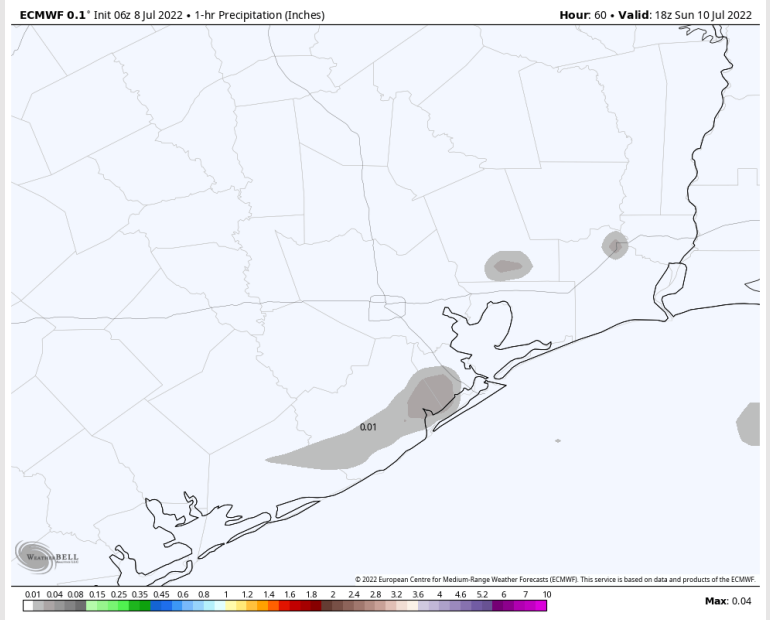 ECMWF 0.1° Init 06z 8 Jul 2022 • 1-hr Precipitation (Inches) Hour: 60 • Valid: 18z Sun 10 Jul 2022
0.01
WEATHERBELL
© 2022 European Centre for Medium-Range Weather Forecasts (ECMWF). This service is based on data and products of the ECMWF.
0.01 0.04 0.08 0.15 0.25 0.35 0.45 0.6 0.8 1 1.2 1.4 1.6 1.8 2 2.4 2.8 3.2 3.6 4 4.6 5.2 6 7 10 Max: 0.04